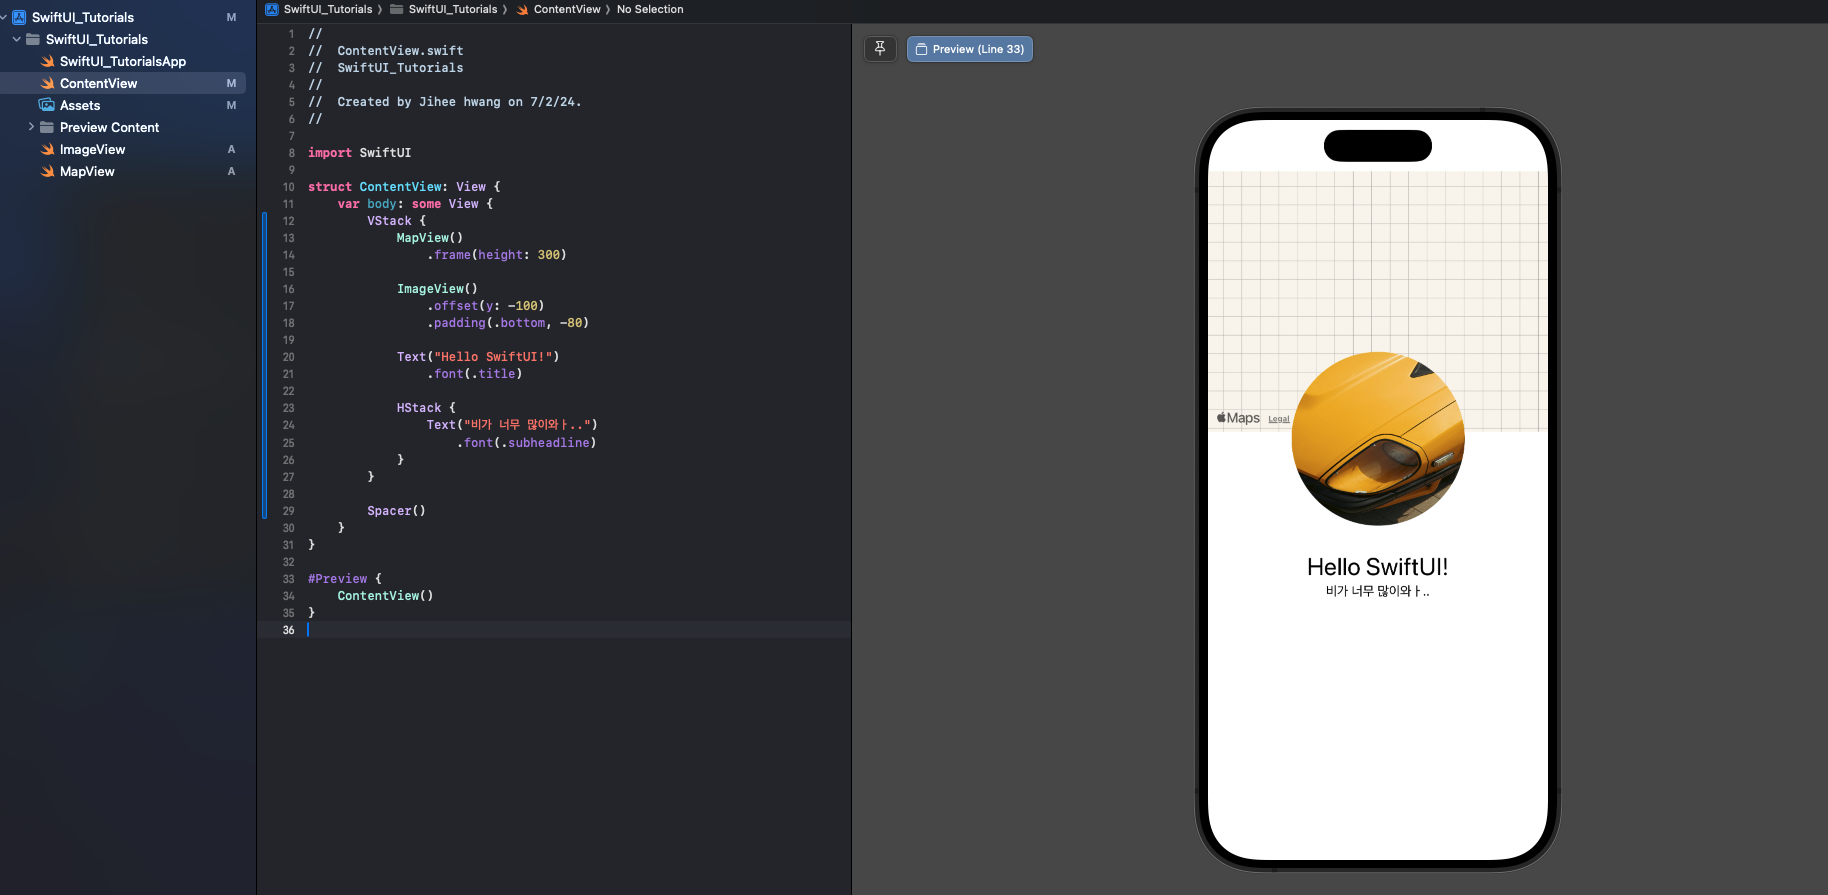 SwiftUI_Tutorials M
SwiftUI_Tutorials
SwiftUI_TutorialsApp
ContentView M
Assets M
Preview Content
ImageView A
MapView A
SwiftUI_Tutorials 〉 SwiftUI_Tutorials 〉 ContentView 〉 No Selection
1 //
2 //  ContentView.swift
3 //  SwiftUI_Tutorials
4 //
5 //  Created by Jihee hwang on 7/2/24.
6 //
7
8 import SwiftUI
9
10 struct ContentView: View {
11     var body: some View {
12         VStack {
13             MapView()
14                 .frame(height: 300)
15
16             ImageView()
17                 .offset(y: -100)
18                 .padding(.bottom, -80)
19
20             Text("Hello SwiftUI!")
21                 .font(.title)
22
23             HStack {
24                 Text("비가 너무 많이와ㅏ..")
25                     .font(.subheadline)
26             }
27         }
28
29         Spacer()
30     }
31 }
32
33 #Preview {
34     ContentView()
35 }
36
Preview (Line 33)
Maps Legal
Hello SwiftUI!
비가 너무 많이와ㅏ..